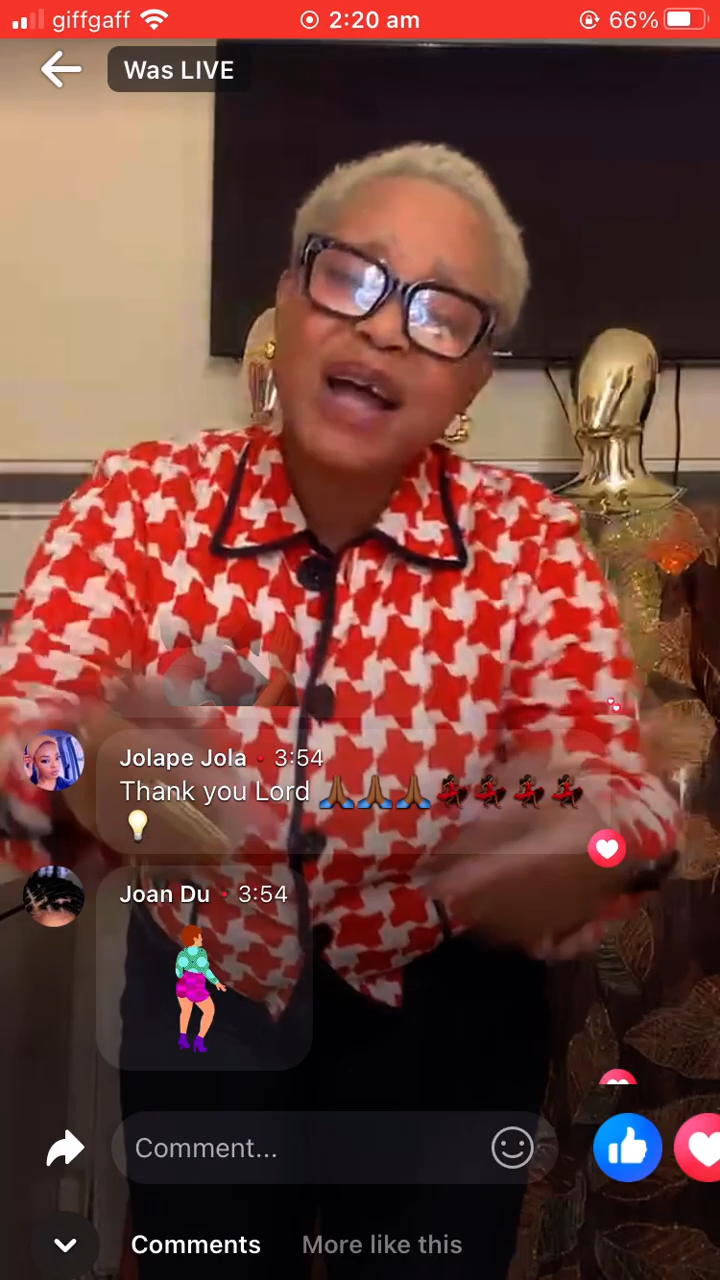 giffgaff 2:20 am 66%
Was LIVE
Jolape Jola · 3:54
Thank you Lord 🙏🏾🙏🏾🙏🏾💃🏿💃🏿💃🏿💃🏿
💡
Joan Du · 3:54
Comment...
Comments More like this